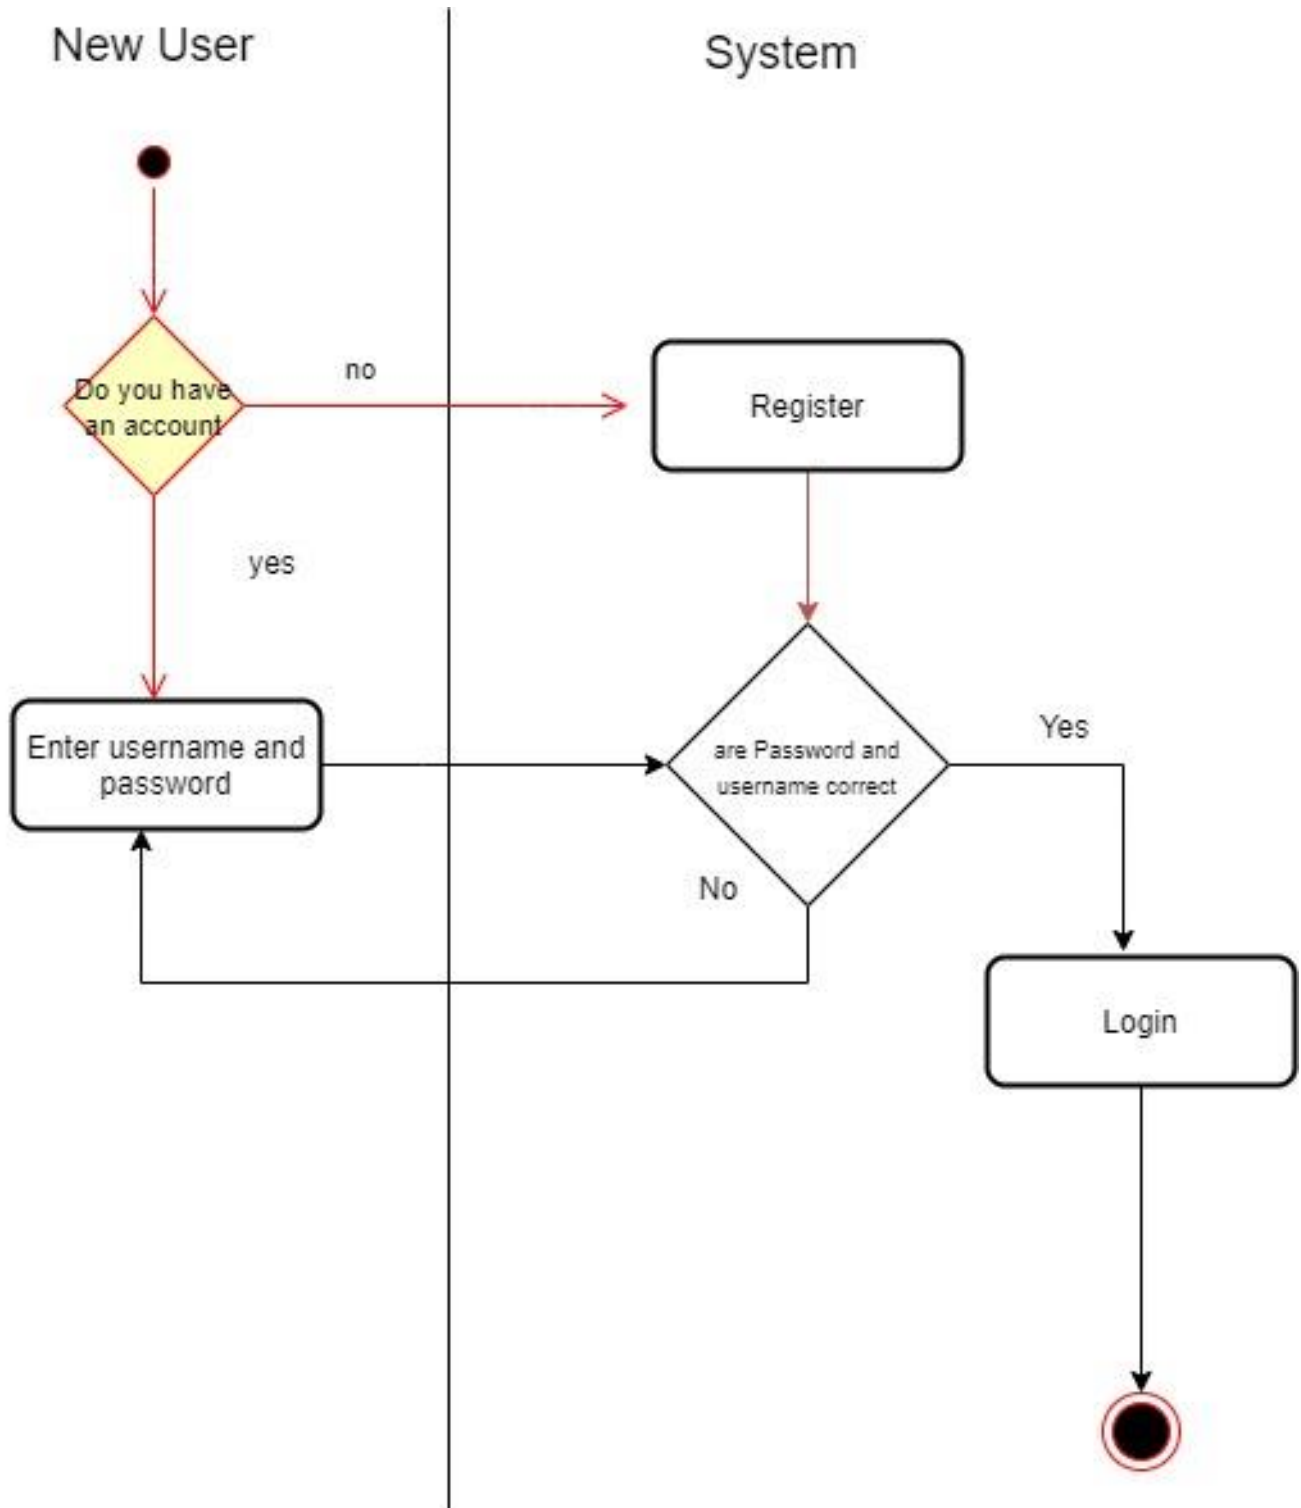 New User
System
no
Do you have
an account
Register
yes
Enter username and
password
are Password and
username correct
Yes
No
Login